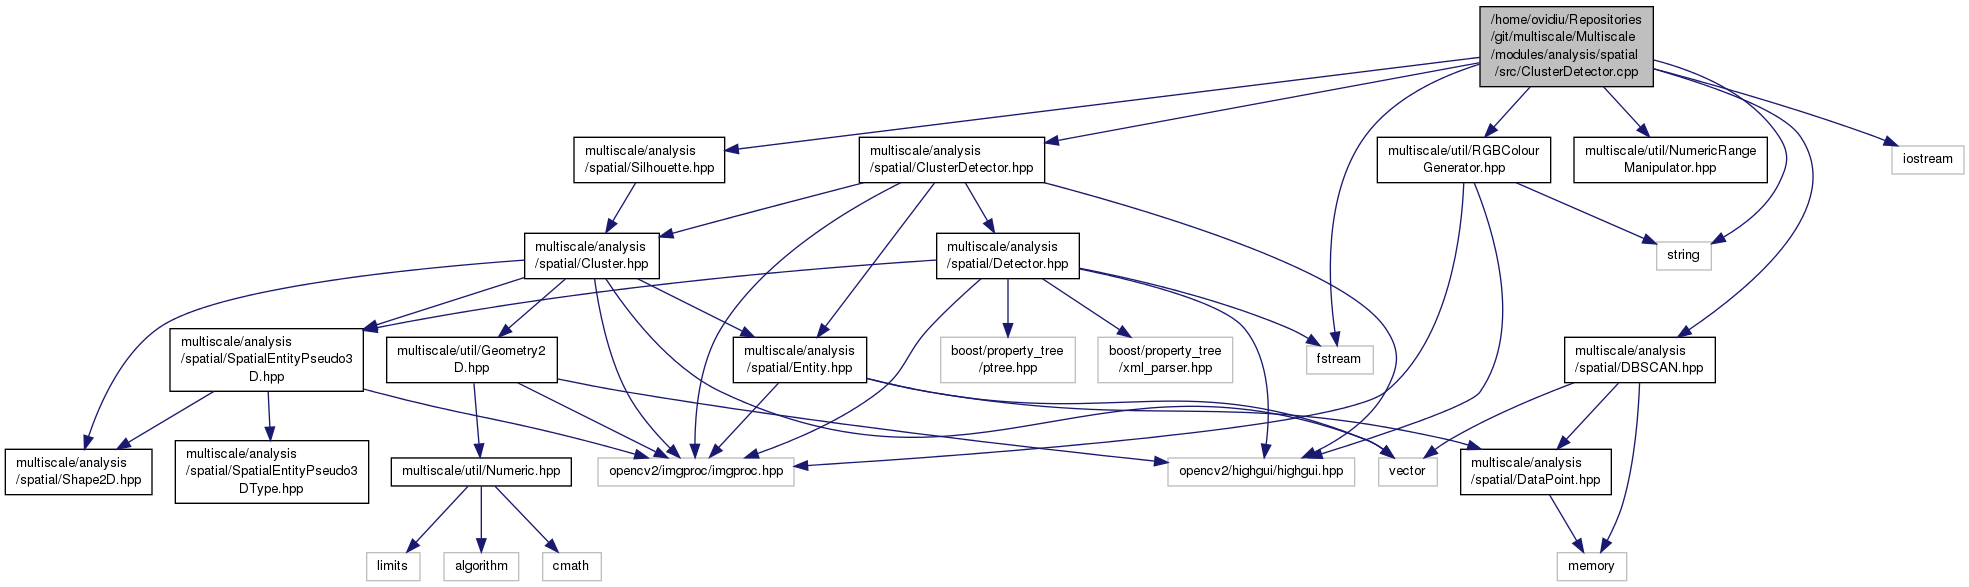 /home/ovidiu/Repositories
/git/multiscale/Multiscale
/modules/analysis/spatial
/src/ClusterDetector.cpp
multiscale/analysis
/spatial/Silhouette.hpp
multiscale/analysis
/spatial/ClusterDetector.hpp
multiscale/util/RGBColour
Generator.hpp
multiscale/util/NumericRange
Manipulator.hpp
iostream
multiscale/analysis
/spatial/Cluster.hpp
multiscale/analysis
/spatial/Detector.hpp
string
multiscale/analysis
/spatial/SpatialEntityPseudo3
D.hpp
multiscale/util/Geometry2
D.hpp
multiscale/analysis
/spatial/Entity.hpp
boost/property_tree
/ptree.hpp
boost/property_tree
/xml_parser.hpp
fstream
multiscale/analysis
/spatial/DBSCAN.hpp
multiscale/analysis
/spatial/Shape2D.hpp
multiscale/analysis
/spatial/SpatialEntityPseudo3
DType.hpp
multiscale/util/Numeric.hpp
opencv2/imgproc/imgproc.hpp
opencv2/highgui/highgui.hpp
vector
multiscale/analysis
/spatial/DataPoint.hpp
limits
algorithm
cmath
memory